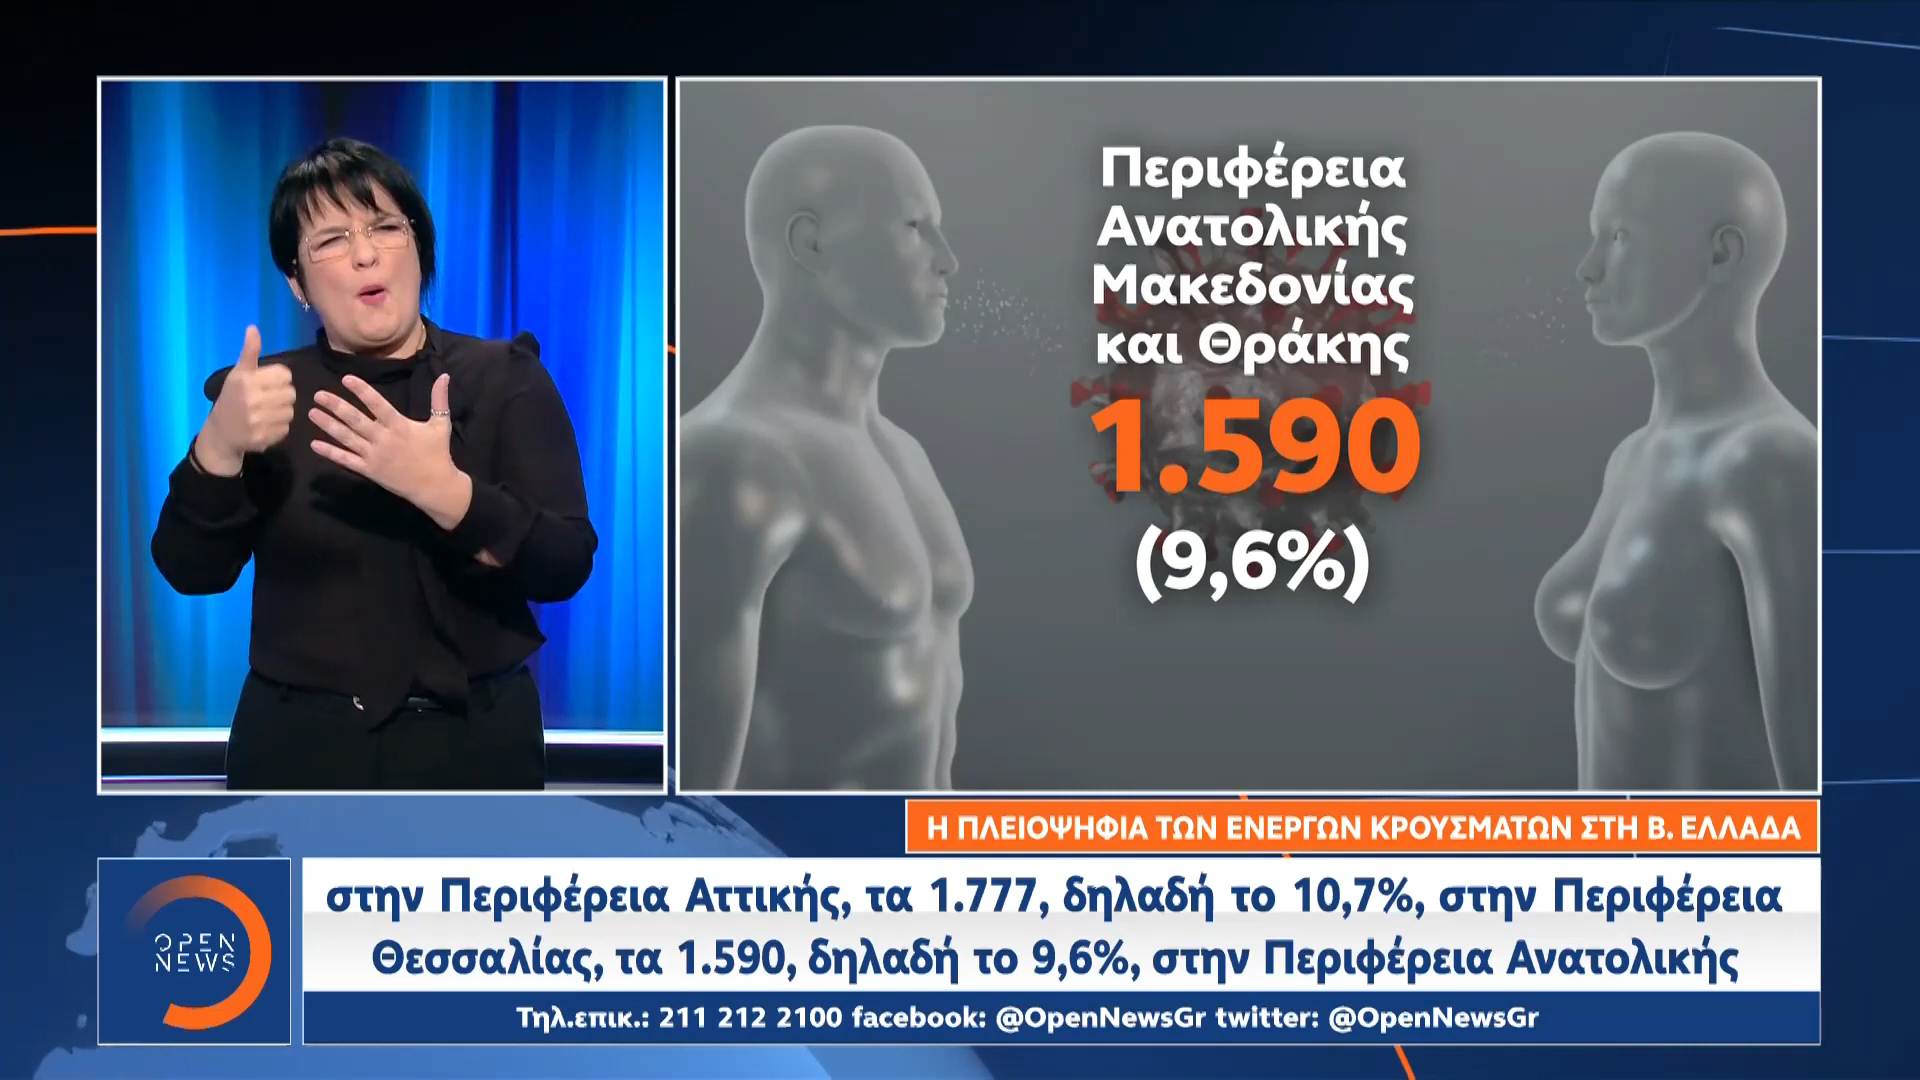 Περιφέρεια
Ανατολικής
Μακεδονίας
και Θράκης
1.590
(9,6%)
Η ΠΛΕΙΟΨΗΦΙΑ ΤΩΝ ΕΝΕΡΓΩΝ ΚΡΟΥΣΜΑΤΩΝ ΣΤΗ Β. ΕΛΛΑΔΑ
OPEN
NEWS
στην Περιφέρεια Αττικής, τα 1.777, δηλαδή το 10,7%, στην Περιφέρεια
Θεσσαλίας, τα 1.590, δηλαδή το 9,6%, στην Περιφέρεια Ανατολικής
Τηλ.επικ.: 211 212 2100 facebook: @OpenNewsGr twitter: @OpenNewsGr